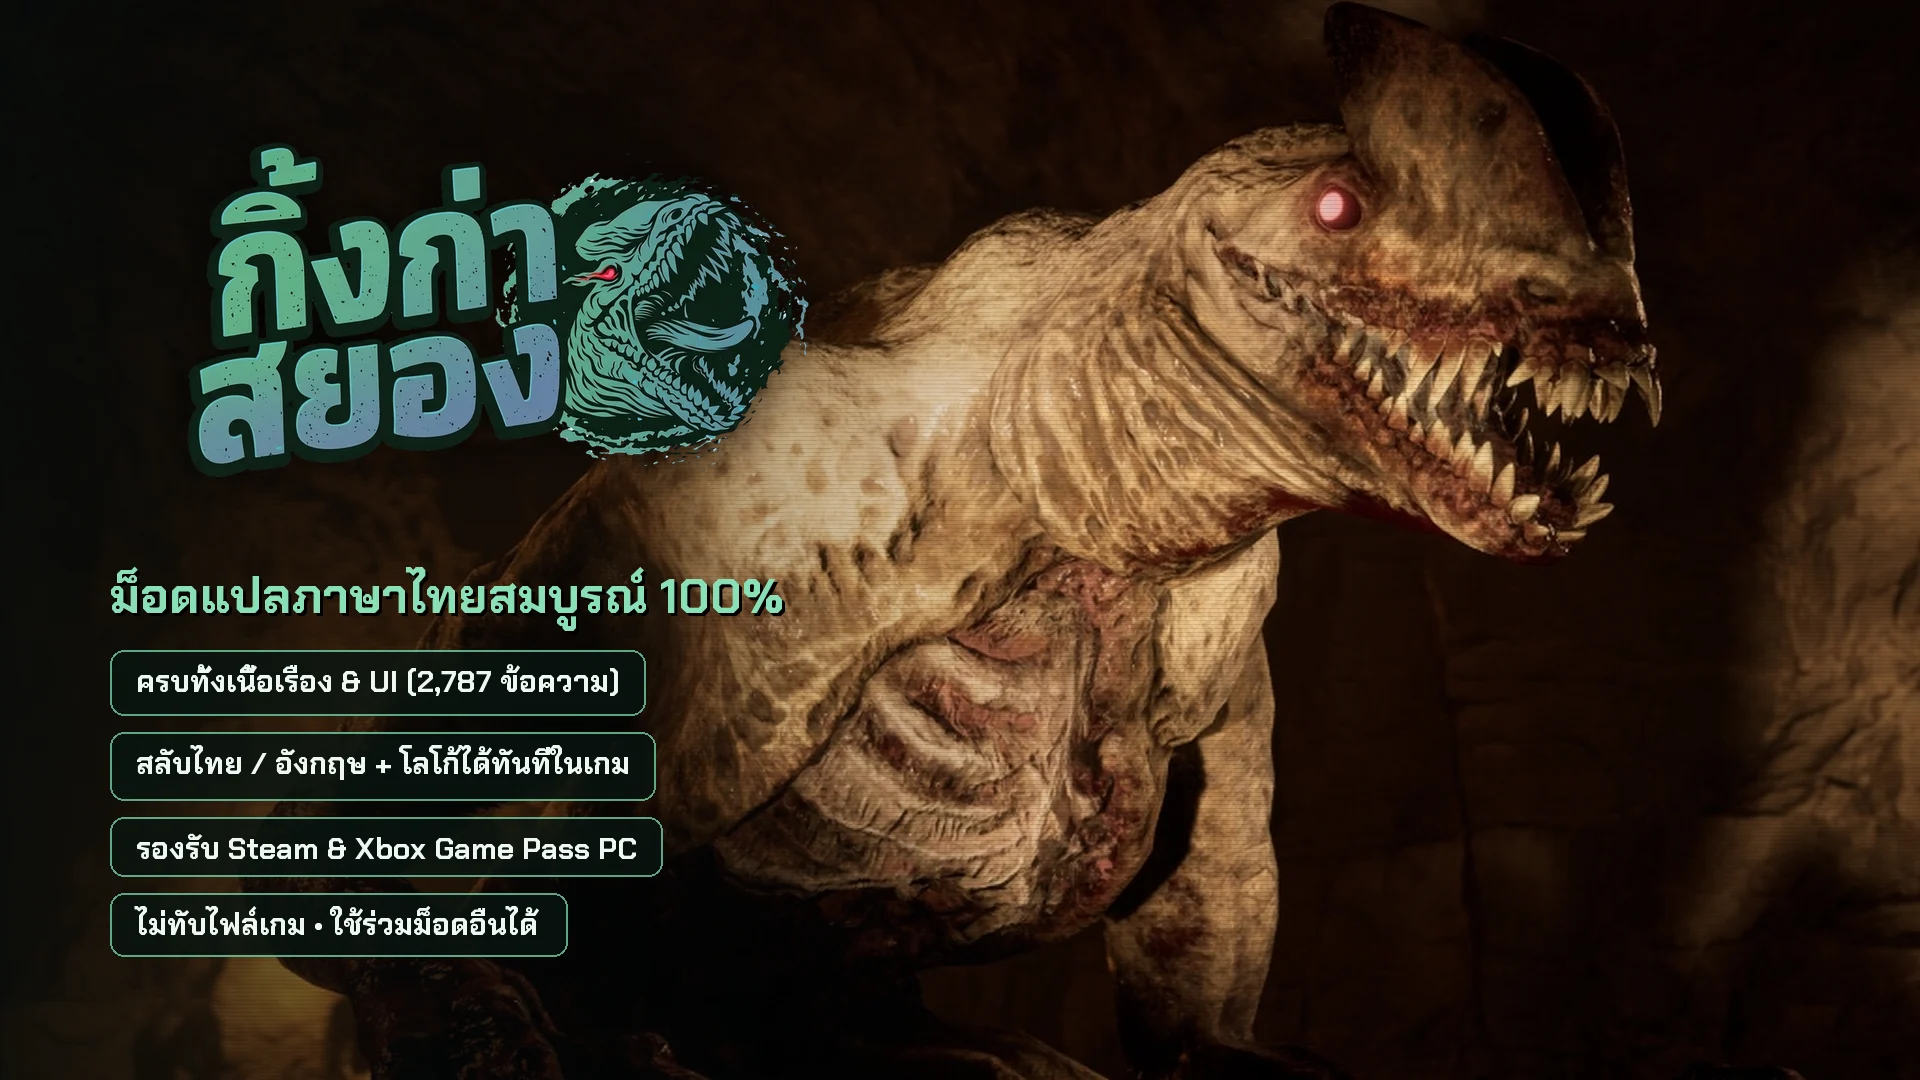 กิ้งก่า
สยอง
ม็อดแปลภาษาไทยสมบูรณ์ 100%
ครบทั้งเนื้อเรื่อง & UI (2,787 ข้อความ)
สลับไทย / อังกฤษ + โลโก้ได้ทันทีในเกม
รองรับ Steam & Xbox Game Pass PC
ไม่ทับไฟล์เกม • ใช้ร่วมม็อดอื่นได้